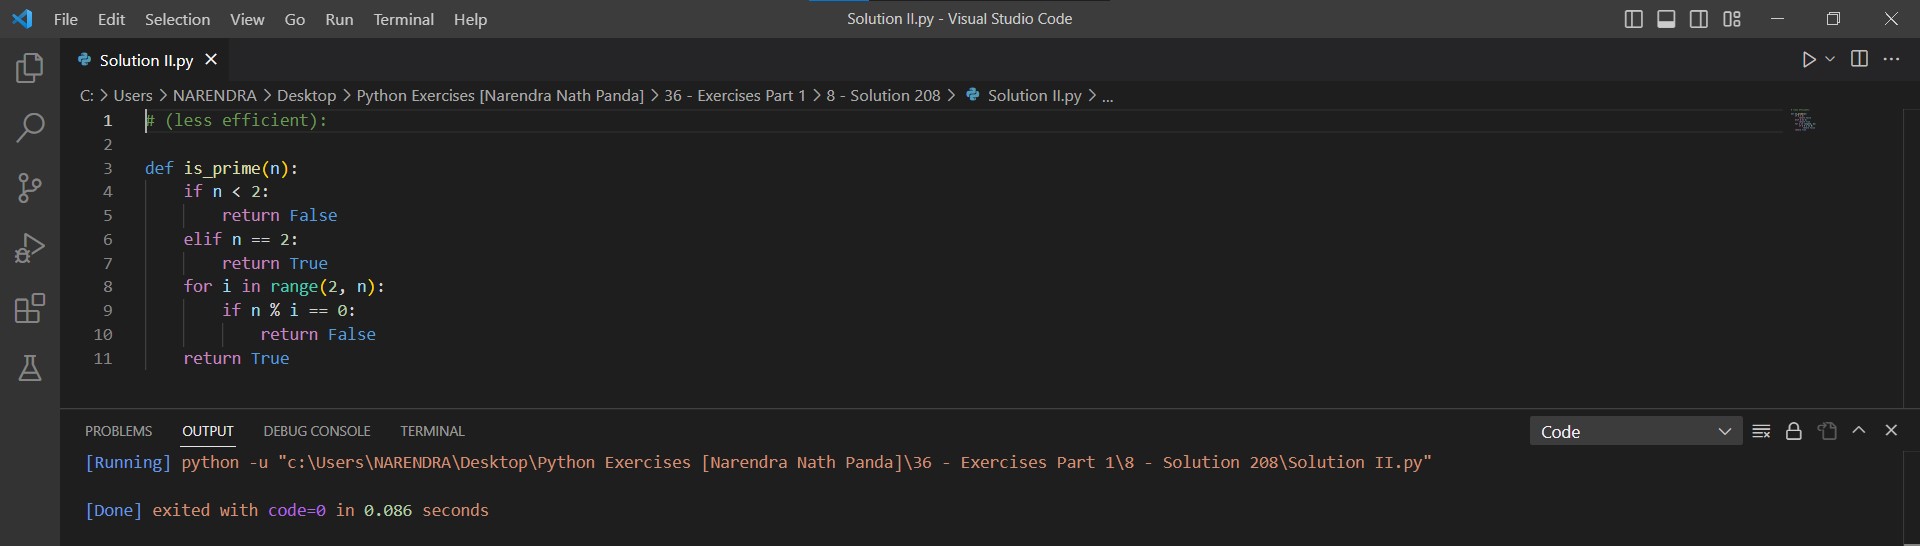 File Edit Selection View Go Run Terminal Help Solution II.py - Visual Studio Code
Solution II.py
C: > Users > NARENDRA > Desktop > Python Exercises [Narendra Nath Panda] > 36 - Exercises Part 1 > 8 - Solution 208 > Solution II.py > ...
1 # (less efficient):
2
3 def is_prime(n):
4 if n < 2:
5 return False
6 elif n == 2:
7 return True
8 for i in range(2, n):
9 if n % i == 0:
10 return False
11 return True
PROBLEMS OUTPUT DEBUG CONSOLE TERMINAL Code
[Running] python -u "c:\Users\NARENDRA\Desktop\Python Exercises [Narendra Nath Panda]\36 - Exercises Part 1\8 - Solution 208\Solution II.py"
[Done] exited with code=0 in 0.086 seconds